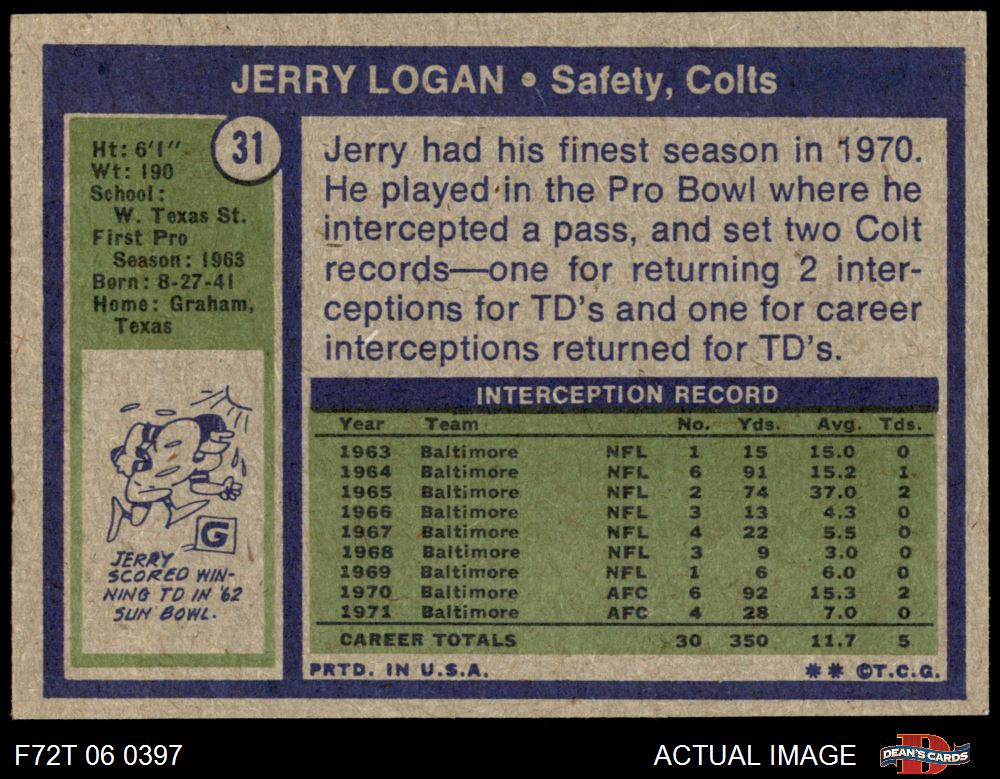 JERRY LOGAN • Safety, Colts
31
Ht: 6'1"
Wt: 190
School:
W. Texas St.
First Pro
Season: 1963
Born: 8-27-41
Home: Graham,
Texas
G
JERRY
SCORED WIN-
NING TD IN '62
SUN BOWL.
Jerry had his finest season in 1970.
He played in the Pro Bowl where he
intercepted a pass, and set two Colt
records—one for returning 2 inter-
ceptions for TD's and one for career
interceptions returned for TD's.
INTERCEPTION RECORD
Year Team No. Yds. Avg. Tds.
1963 Baltimore NFL 1 15 15.0 0
1964 Baltimore NFL 6 91 15.2 1
1965 Baltimore NFL 2 74 37.0 2
1966 Baltimore NFL 3 13 4.3 0
1967 Baltimore NFL 4 22 5.5 0
1968 Baltimore NFL 3 9 3.0 0
1969 Baltimore NFL 1 6 6.0 0
1970 Baltimore AFC 6 92 15.3 2
1971 Baltimore AFC 4 28 7.0 0
CAREER TOTALS 30 350 11.7 5
PRTD. IN U.S.A. ** ©T.C.G.
F72T 06 0397 ACTUAL IMAGE DEAN'S CARDS